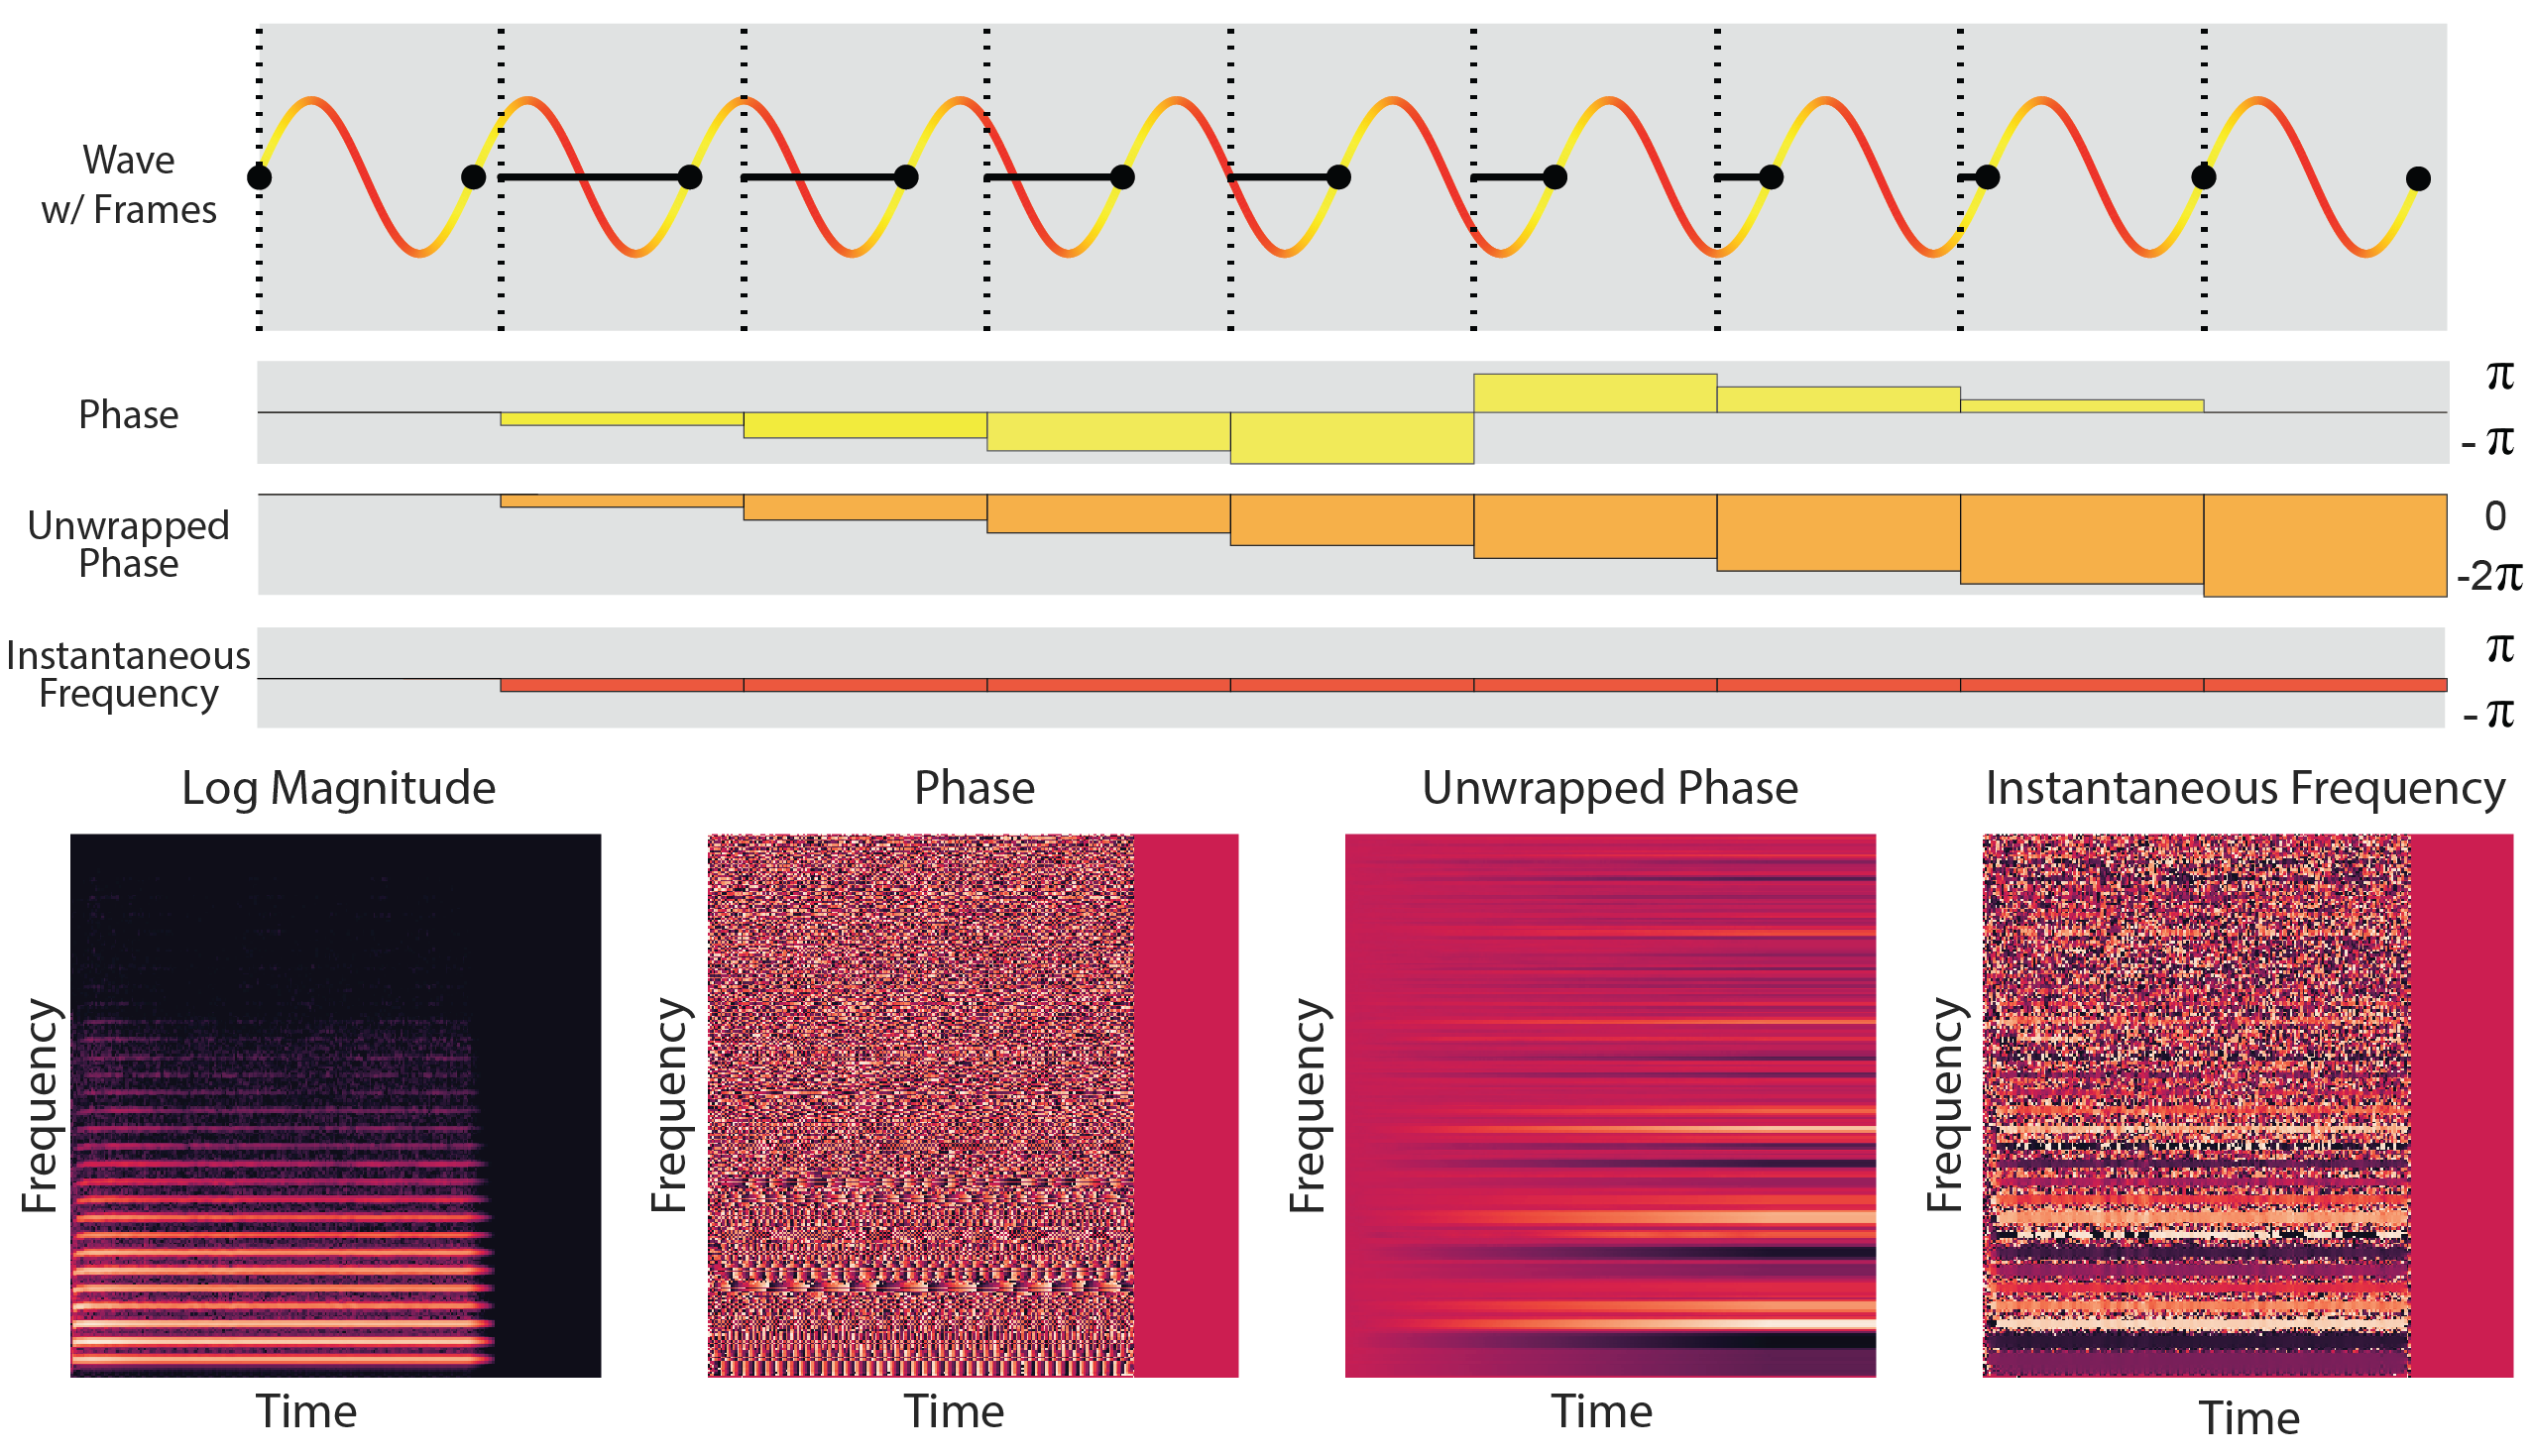 Wave
w/ Frames
Phase
π
- π
Unwrapped
Phase
0
-2π
Instantaneous
Frequency
π
- π
Log Magnitude
Phase
Unwrapped Phase
Instantaneous Frequency
Frequency
Frequency
Frequency
Frequency
Time
Time
Time
Time